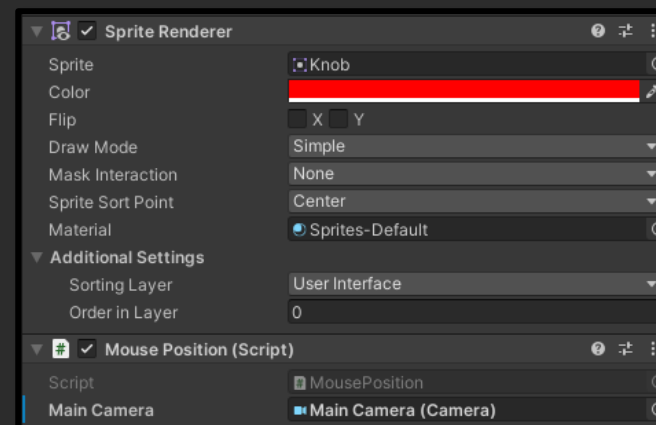 Sprite Renderer
Sprite Knob
Color
Flip X Y
Draw Mode Simple
Mask Interaction None
Sprite Sort Point Center
Material Sprites-Default
Additional Settings
Sorting Layer User Interface
Order in Layer 0
# Mouse Position (Script)
Script # MousePosition
Main Camera Main Camera (Camera)